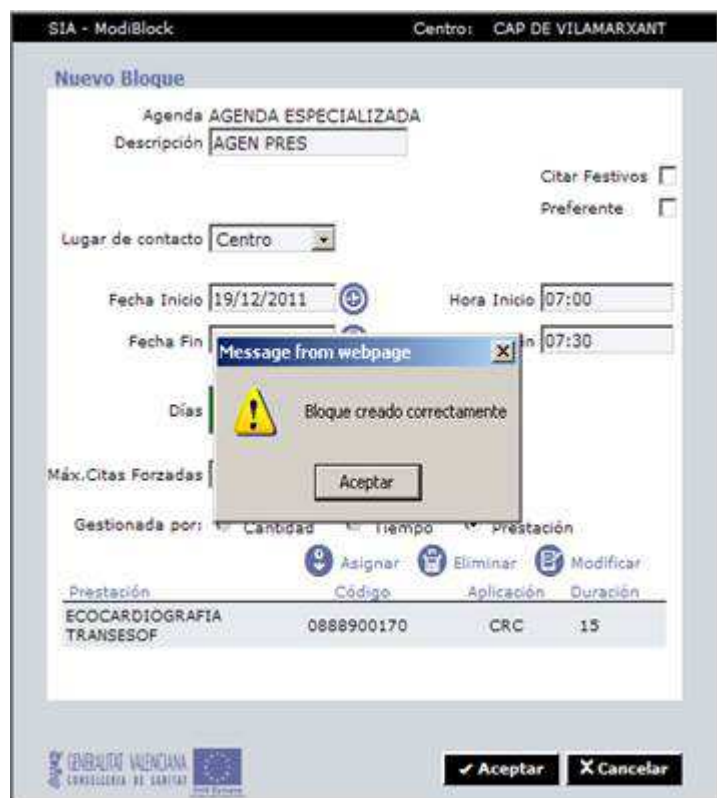 SIA - ModiBlock Centro: CAP DE VILAMARXANT
Nuevo Bloque
Agenda AGENDA ESPECIALIZADA
Descripción AGEN PRES
Citar Festivos
Preferente
Lugar de contacto Centro
Fecha Inicio 19/12/2011 Hora Inicio 07:00
Fecha Fin 07:30
Message from webpage
Días
Bloque creado correctamente
Máx.Citas Forzadas
Aceptar
Gestionada por: Cantidad Tiempo Prestación
Asignar Eliminar Modificar
Prestación Código Aplicación Duración
ECOCARDIOGRAFIA
TRANSESOF 0888900170 CRC 15
GENERALITAT VALENCIANA
CONSELLERIA DE SANITAT
Aceptar Cancelar